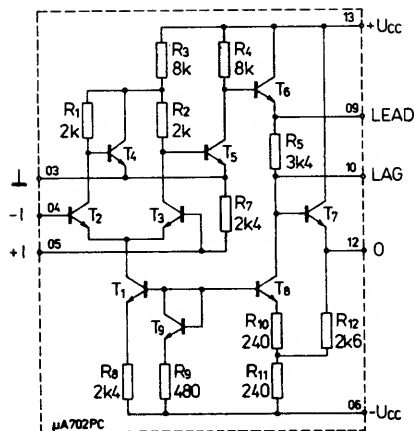 13
+Ucc
R3
8k
R4
8k
T6
R1
2k
R2
2k
09
LEAD
T4
T5
R5
3k4
03
⊥
10
LAG
04
-I
T2
T3
R7
2k4
T7
05
+I
12
O
T1
T8
T9
R10
240
R12
2k6
R8
2k4
R9
480
R11
240
06
-Ucc
µA702PC